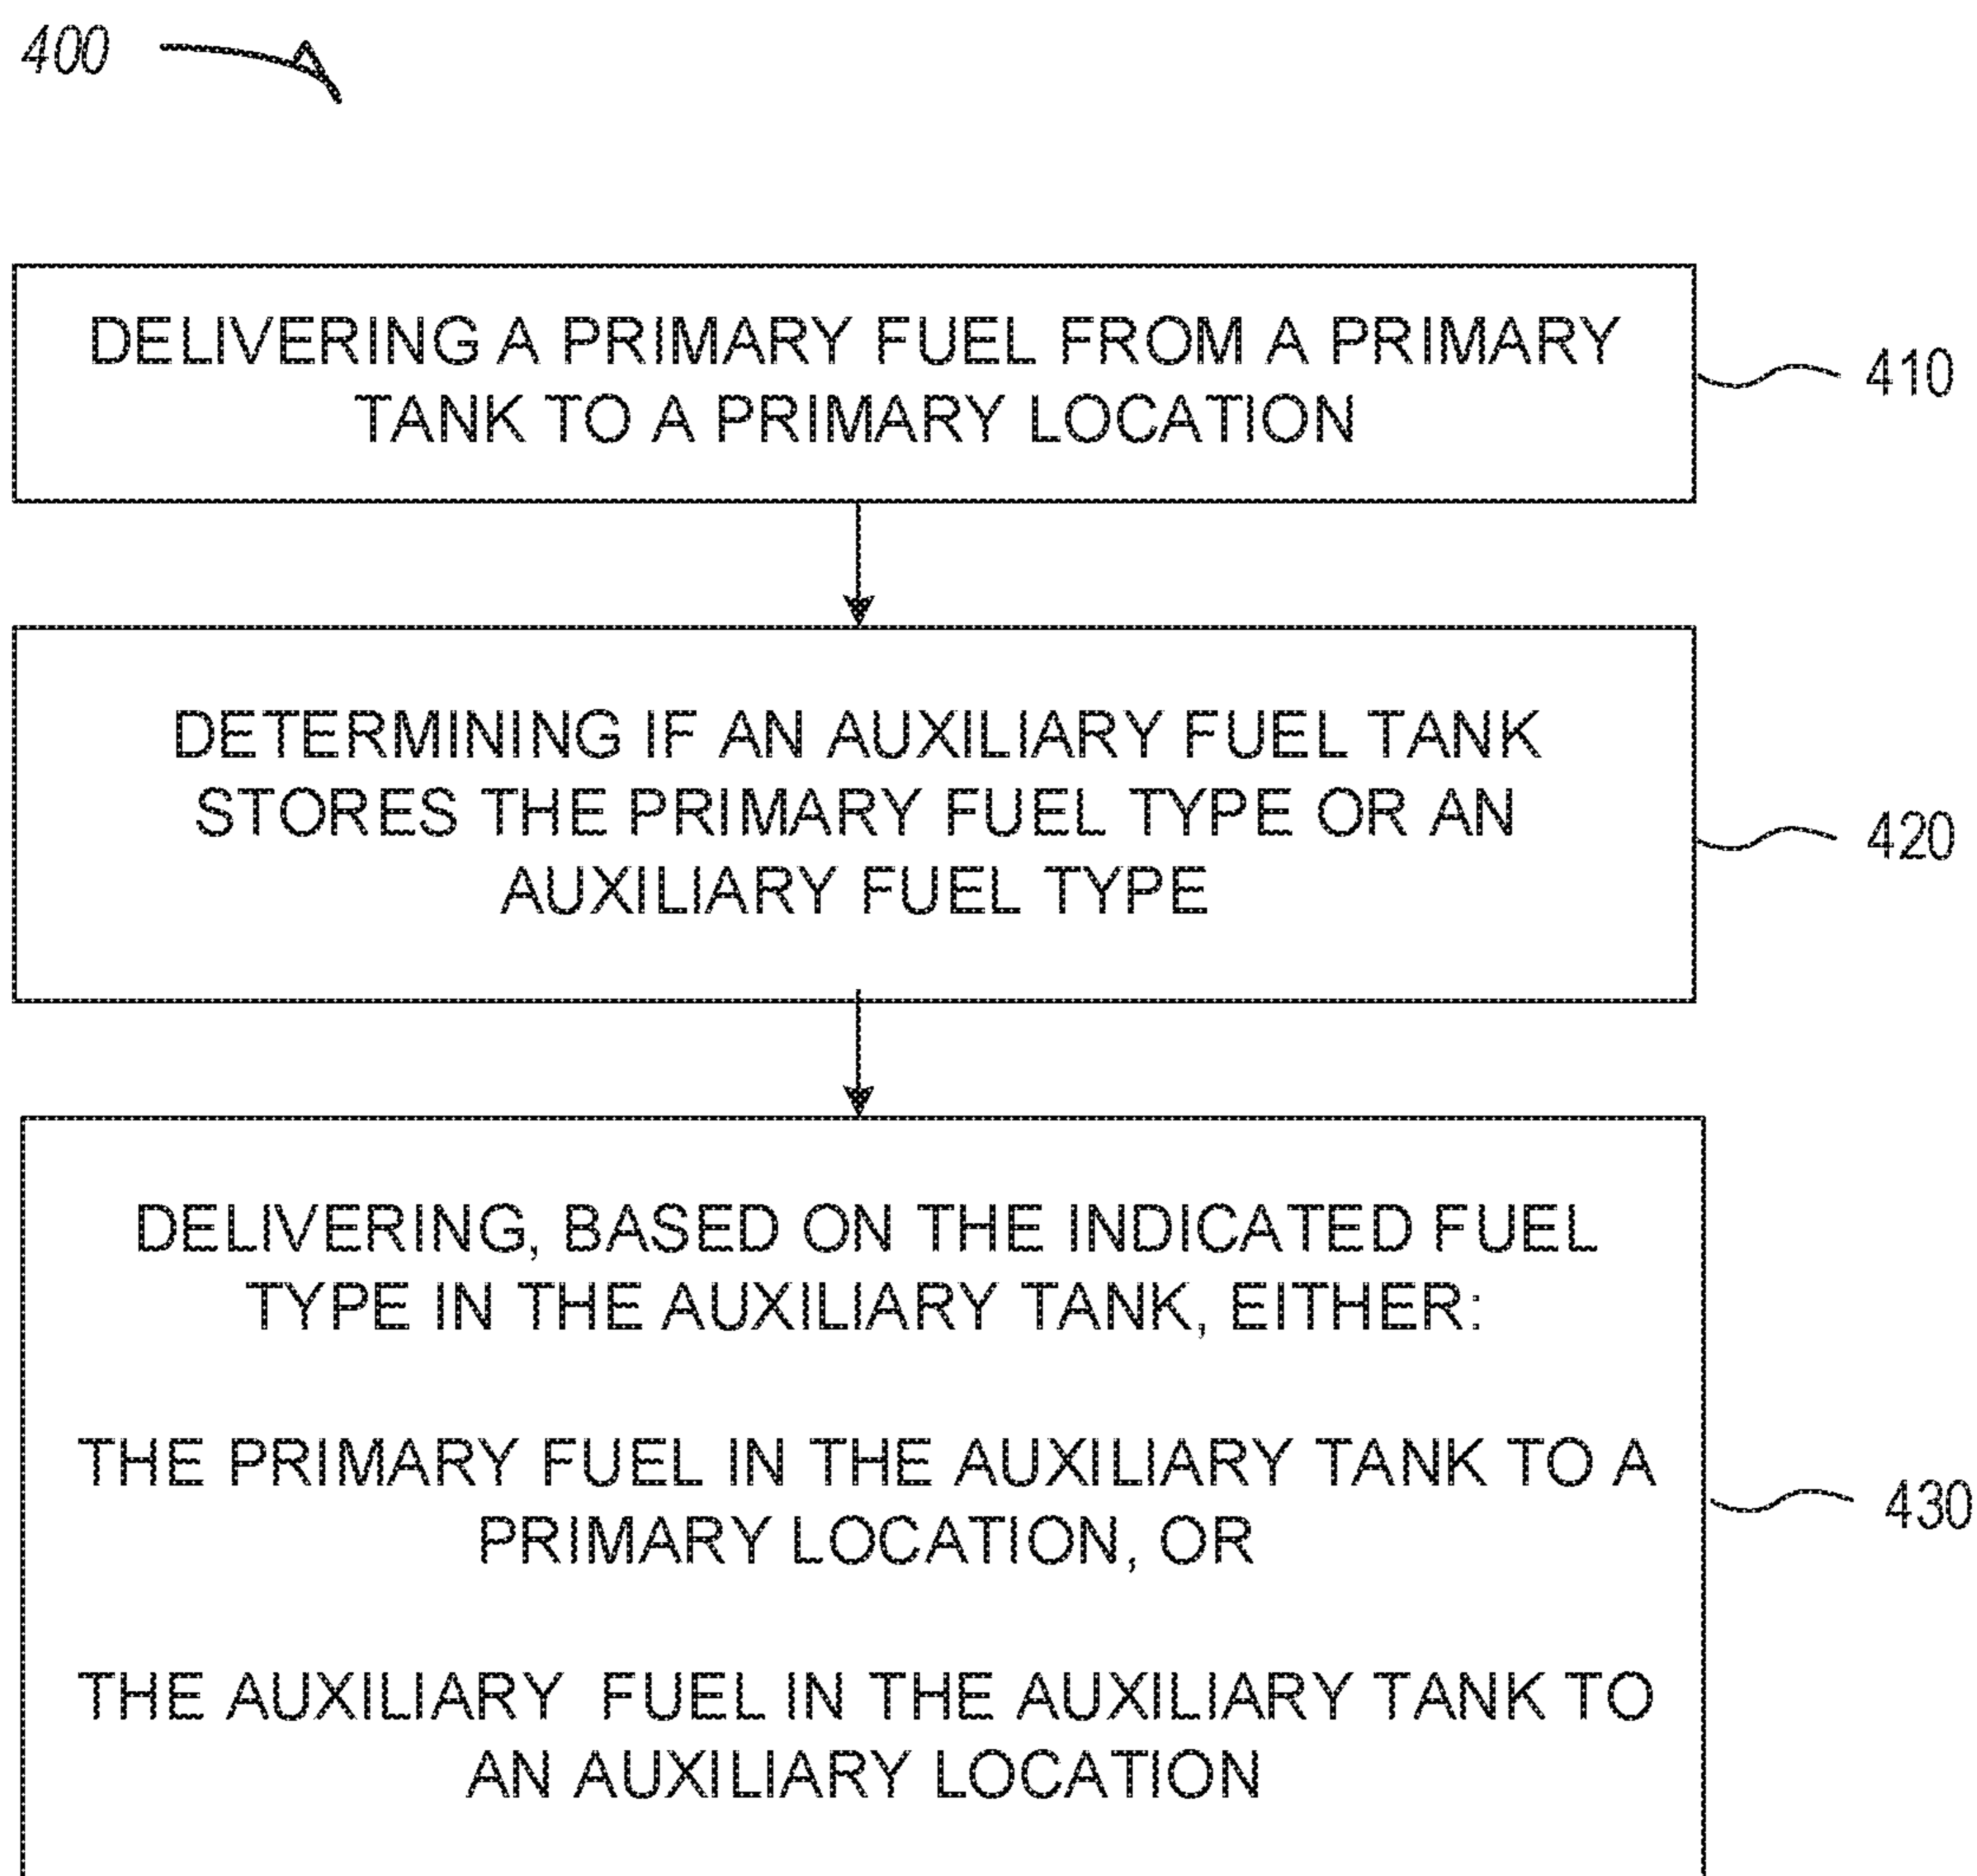 400
DELIVERING A PRIMARY FUEL FROM A PRIMARY
TANK TO A PRIMARY LOCATION
410
DETERMINING IF AN AUXILIARY FUEL TANK
STORES THE PRIMARY FUEL TYPE OR AN
AUXILIARY FUEL TYPE
420
DELIVERING, BASED ON THE INDICATED FUEL
TYPE IN THE AUXILIARY TANK, EITHER:
THE PRIMARY FUEL IN THE AUXILIARY TANK TO A
PRIMARY LOCATION, OR
THE AUXILIARY FUEL IN THE AUXILIARY TANK TO
AN AUXILIARY LOCATION
430